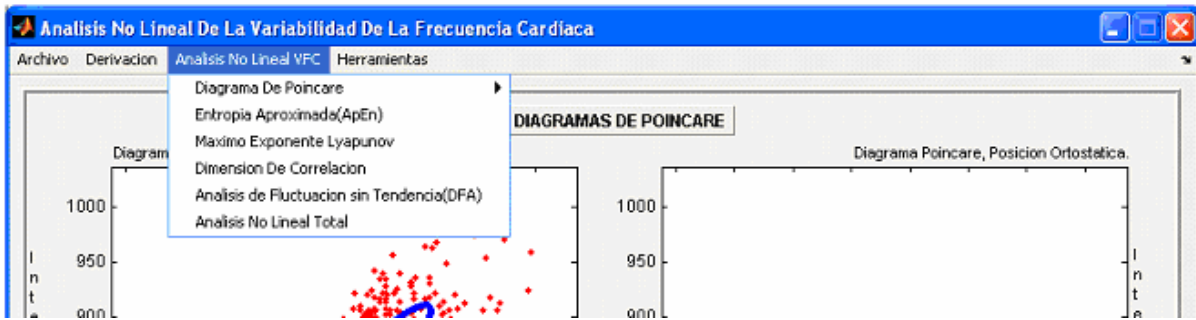 Analisis No Lineal De La Variabilidad De La Frecuencia Cardiaca
Archivo Derivacion Analisis No Lineal VFC Herramientas
Diagrama De Poincare
Entropia Aproximada(ApEn)
Maximo Exponente Lyapunov
Dimension De Correlacion
Analisis de Fluctuacion sin Tendencia(DFA)
Analisis No Lineal Total
DIAGRAMAS DE POINCARE
Diagram
Diagrama Poincare, Posicion Ortostatica.
1000
950
900
Inte
1000
950
900
Inte